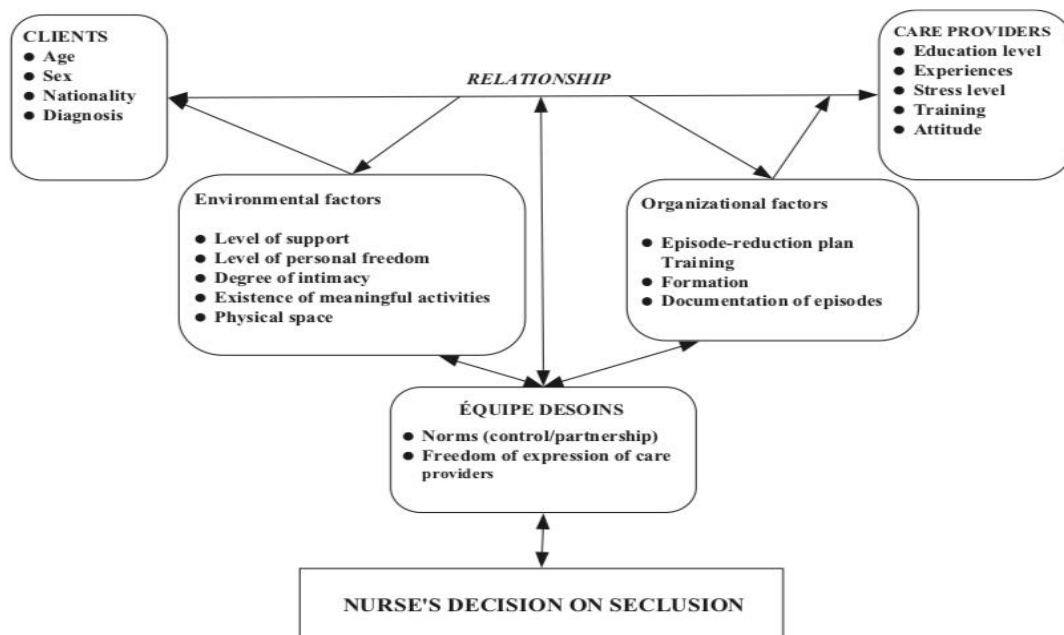 CLIENTS
● Age
● Sex
● Nationality
● Diagnosis
RELATIONSHIP
CARE PROVIDERS
● Education level
● Experiences
● Stress level
● Training
● Attitude
Environmental factors
● Level of support
● Level of personal freedom
● Degree of intimacy
● Existence of meaningful activities
● Physical space
Organizational factors
● Episode-reduction plan
Training
● Formation
● Documentation of episodes
ÉQUIPE DESOINS
● Norms (control/partnership)
● Freedom of expression of care
providers
NURSE'S DECISION ON SECLUSION